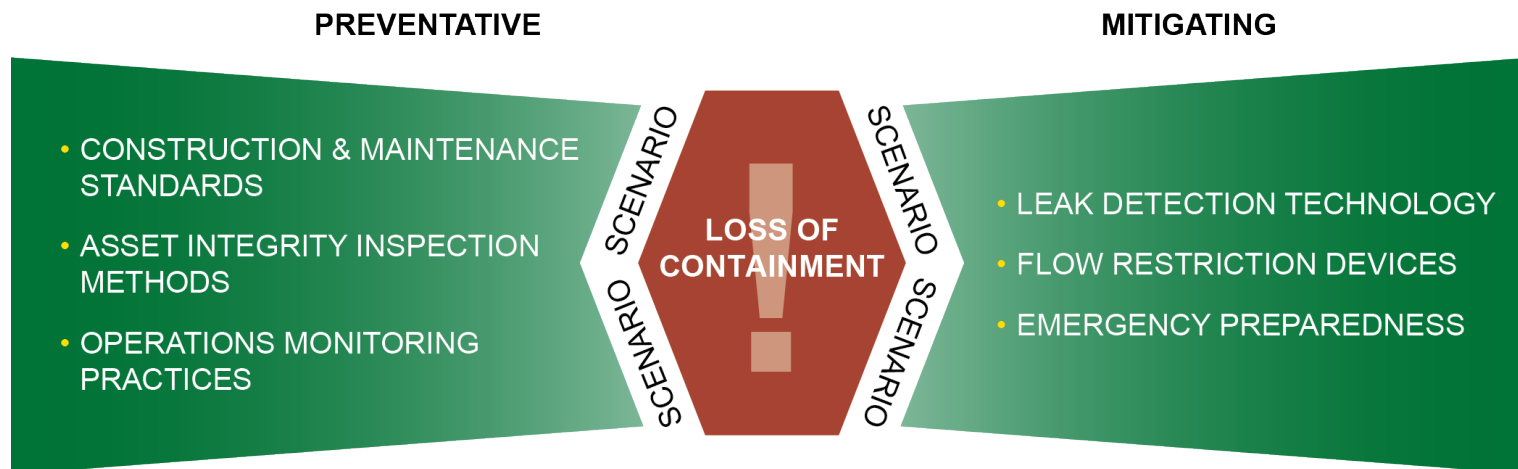 PREVENTATIVE
MITIGATING
• CONSTRUCTION & MAINTENANCE
STANDARDS
• ASSET INTEGRITY INSPECTION
METHODS
• OPERATIONS MONITORING
PRACTICES
SCENARIO
SCENARIO
!
LOSS OF
CONTAINMENT
SCENARIO
SCENARIO
• LEAK DETECTION TECHNOLOGY
• FLOW RESTRICTION DEVICES
• EMERGENCY PREPAREDNESS